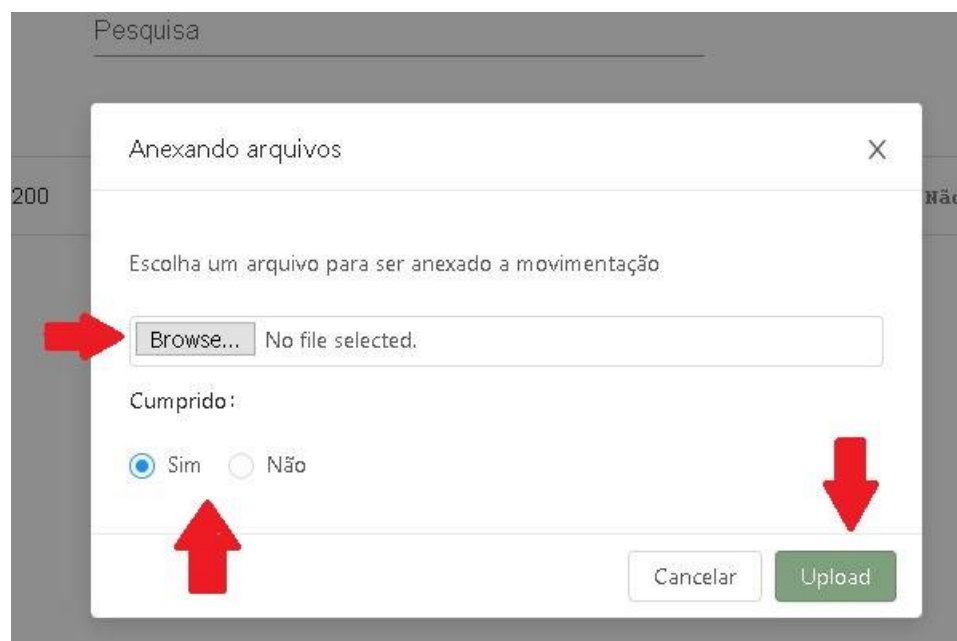 Pesquisa
Anexando arquivos X
200
Não
Escolha um arquivo para ser anexado a movimentação
Browse... No file selected.
Cumprido:
Sim Não
Cancelar Upload